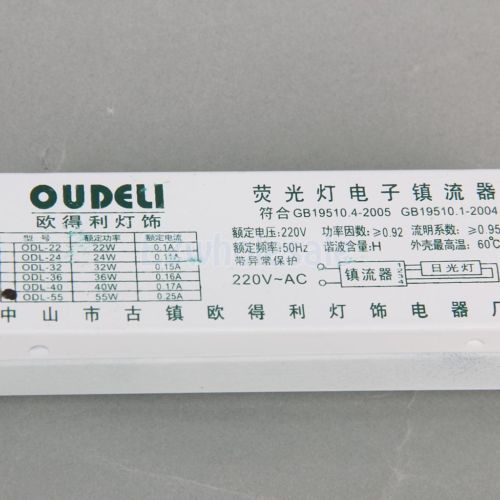 OUDELI
欧得利灯饰
型号 额定功率 额定电流
ODL-22 22W 0.1A
ODL-24 24W 0.11A
ODL-32 32W 0.15A
ODL-36 36W 0.16A
ODL-40 40W 0.17A
ODL-55 55W 0.25A
荧光灯电子镇流器
符合GB19510.4-2005 GB19510.1-2004
额定电压:220V 功率因数:≥0.92 流明系数:≥0.95
额定频率:50Hz 谐波含量:H 外壳最高温:60°
带异常保护
220V~AC 镇流器 1 2 3 4 日光灯
中山市古镇欧得利灯饰电器厂